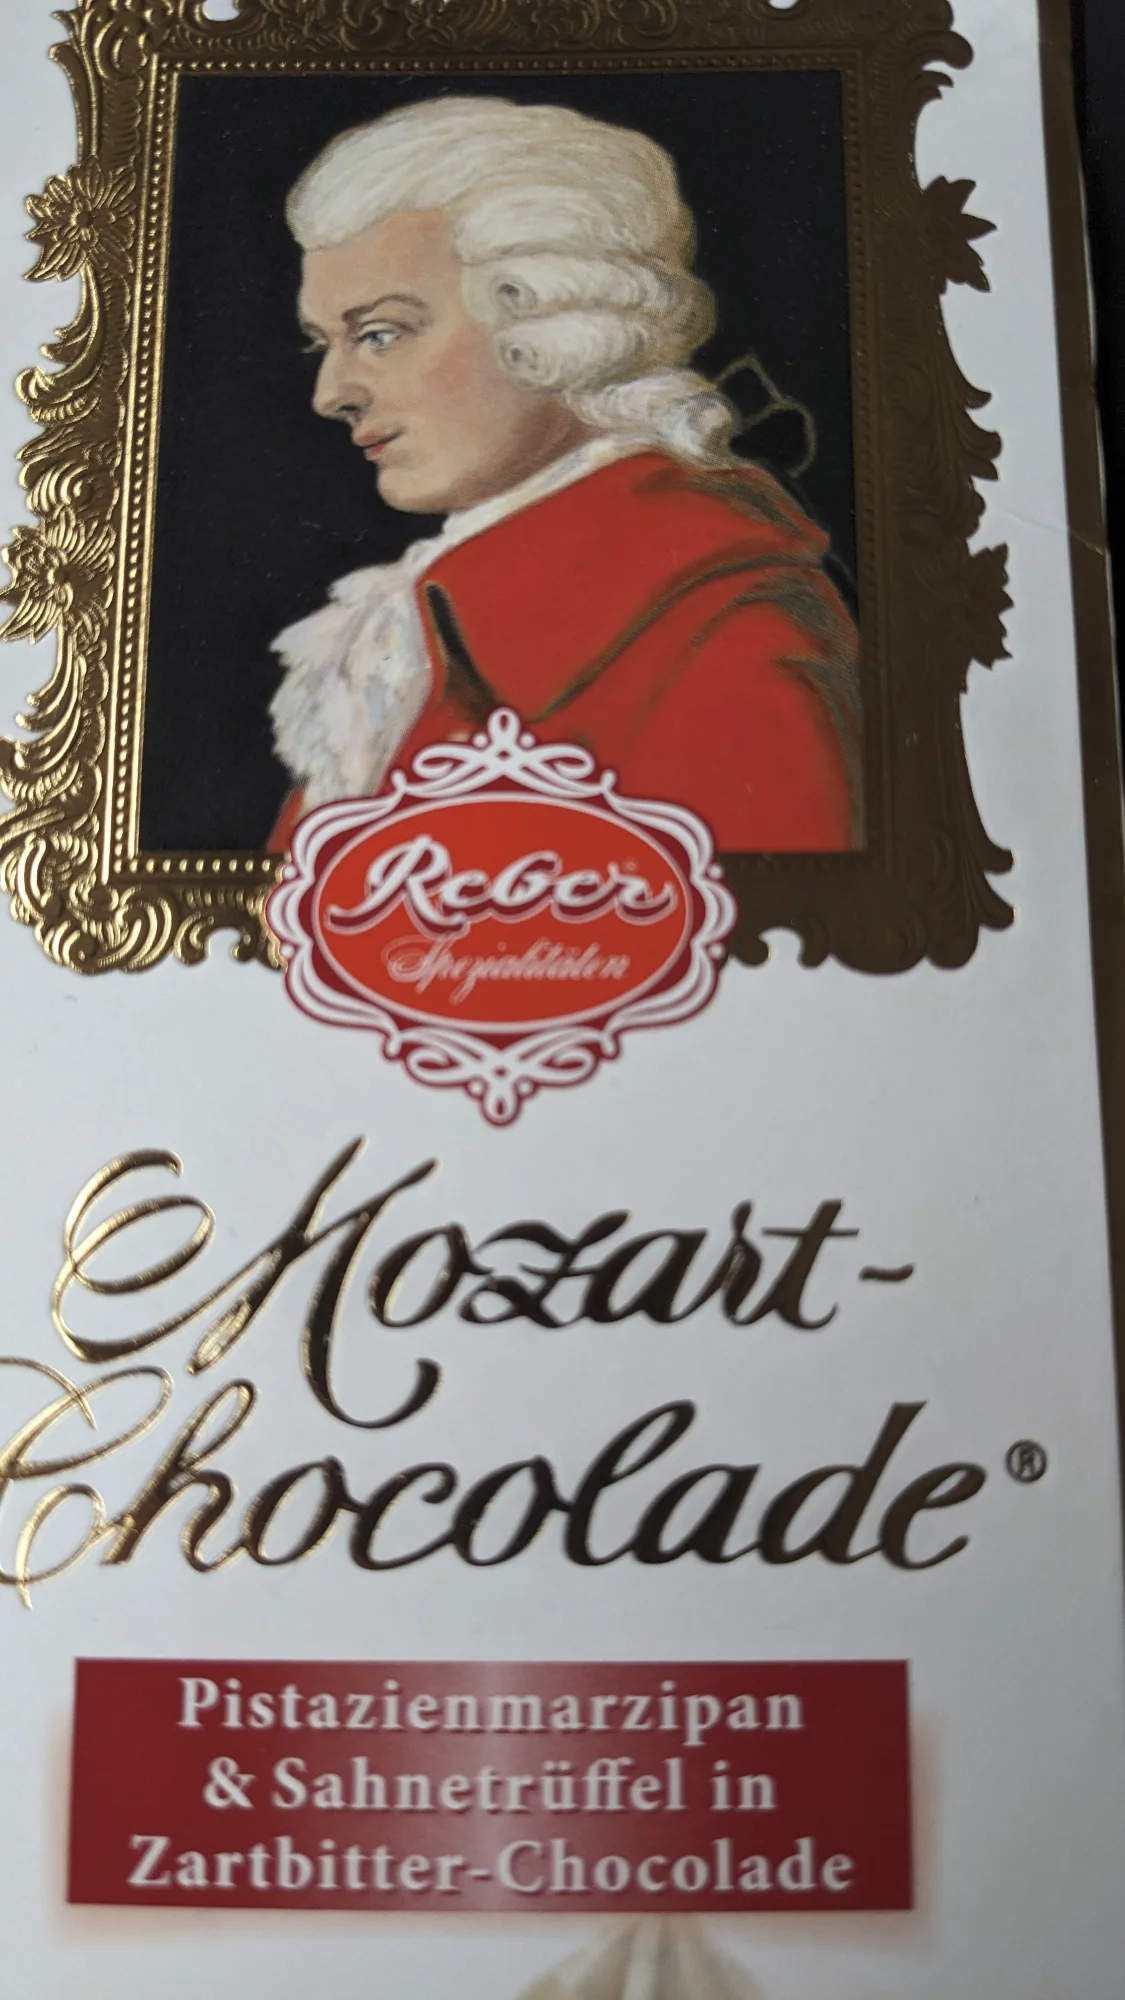 Reber
Spezialitäten
Mozart-
Chocolade®
Pistazienmarzipan
& Sahnetrüffel in
Zartbitter-Chocolade